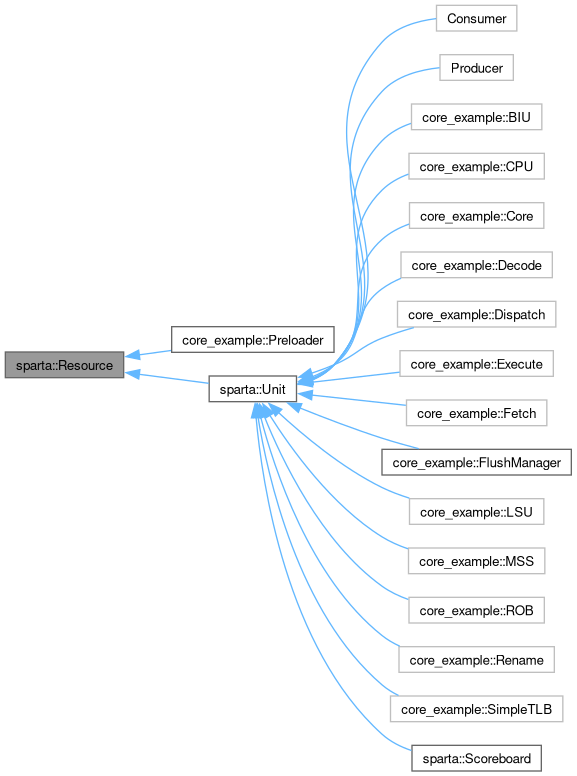 Consumer
Producer
core_example::BIU
core_example::CPU
core_example::Core
core_example::Decode
core_example::Dispatch
core_example::Preloader
core_example::Execute
sparta::Resource
sparta::Unit
core_example::Fetch
core_example::FlushManager
core_example::LSU
core_example::MSS
core_example::ROB
core_example::Rename
core_example::SimpleTLB
sparta::Scoreboard